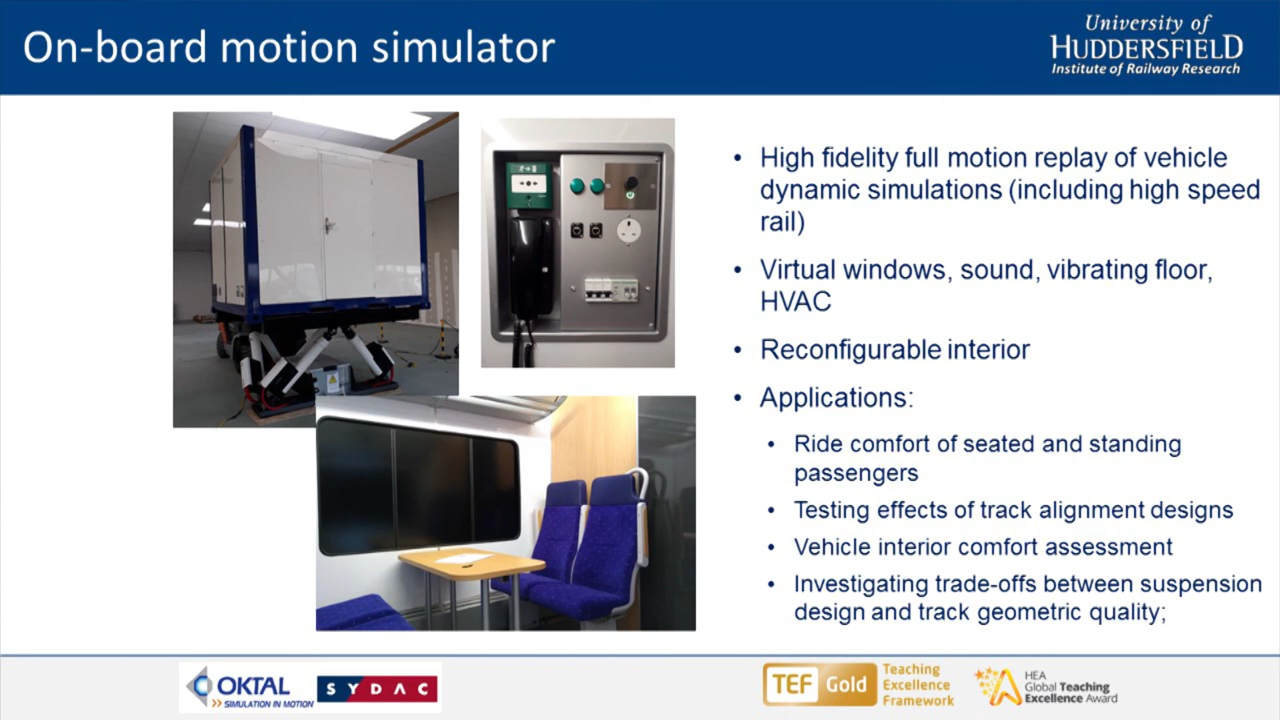 On-board motion simulator
University of
HUDDERSFIELD
Institute of Railway Research
• High fidelity full motion replay of vehicle
dynamic simulations (including high speed
rail)
• Virtual windows, sound, vibrating floor,
HVAC
• Reconfigurable interior
• Applications:
• Ride comfort of seated and standing
passengers
• Testing effects of track alignment designs
• Vehicle interior comfort assessment
• Investigating trade-offs between suspension
design and track geometric quality;
OKTAL
SIMULATION IN MOTION
SYDAC
TEF Gold
Teaching
Excellence
Framework
HEA
Global Teaching
Excellence Award